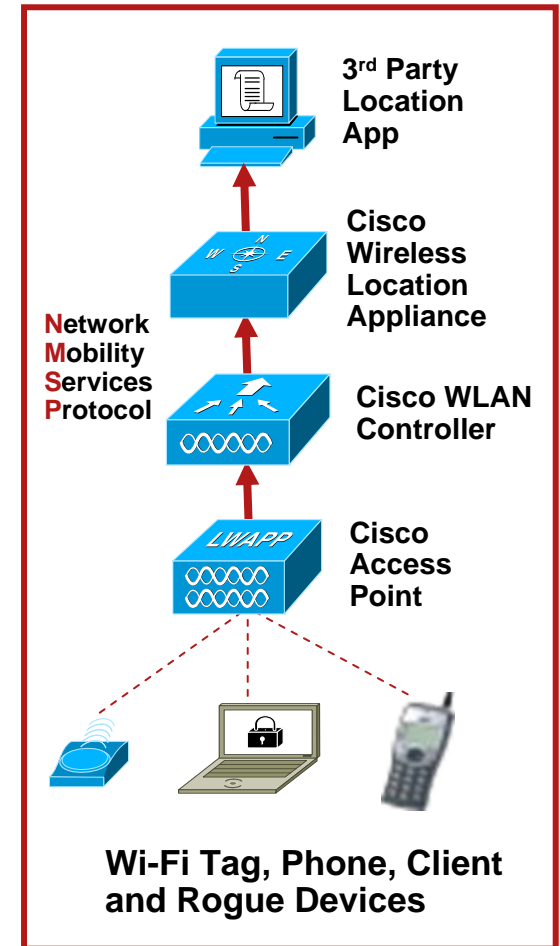 3rd Party
Location
App
Cisco
Wireless
Location
Appliance
N
W
E
S
Network
Mobility
Services
Protocol
Cisco WLAN
Controller
LWAPP
Cisco
Access
Point
Wi-Fi Tag, Phone, Client
and Rogue Devices